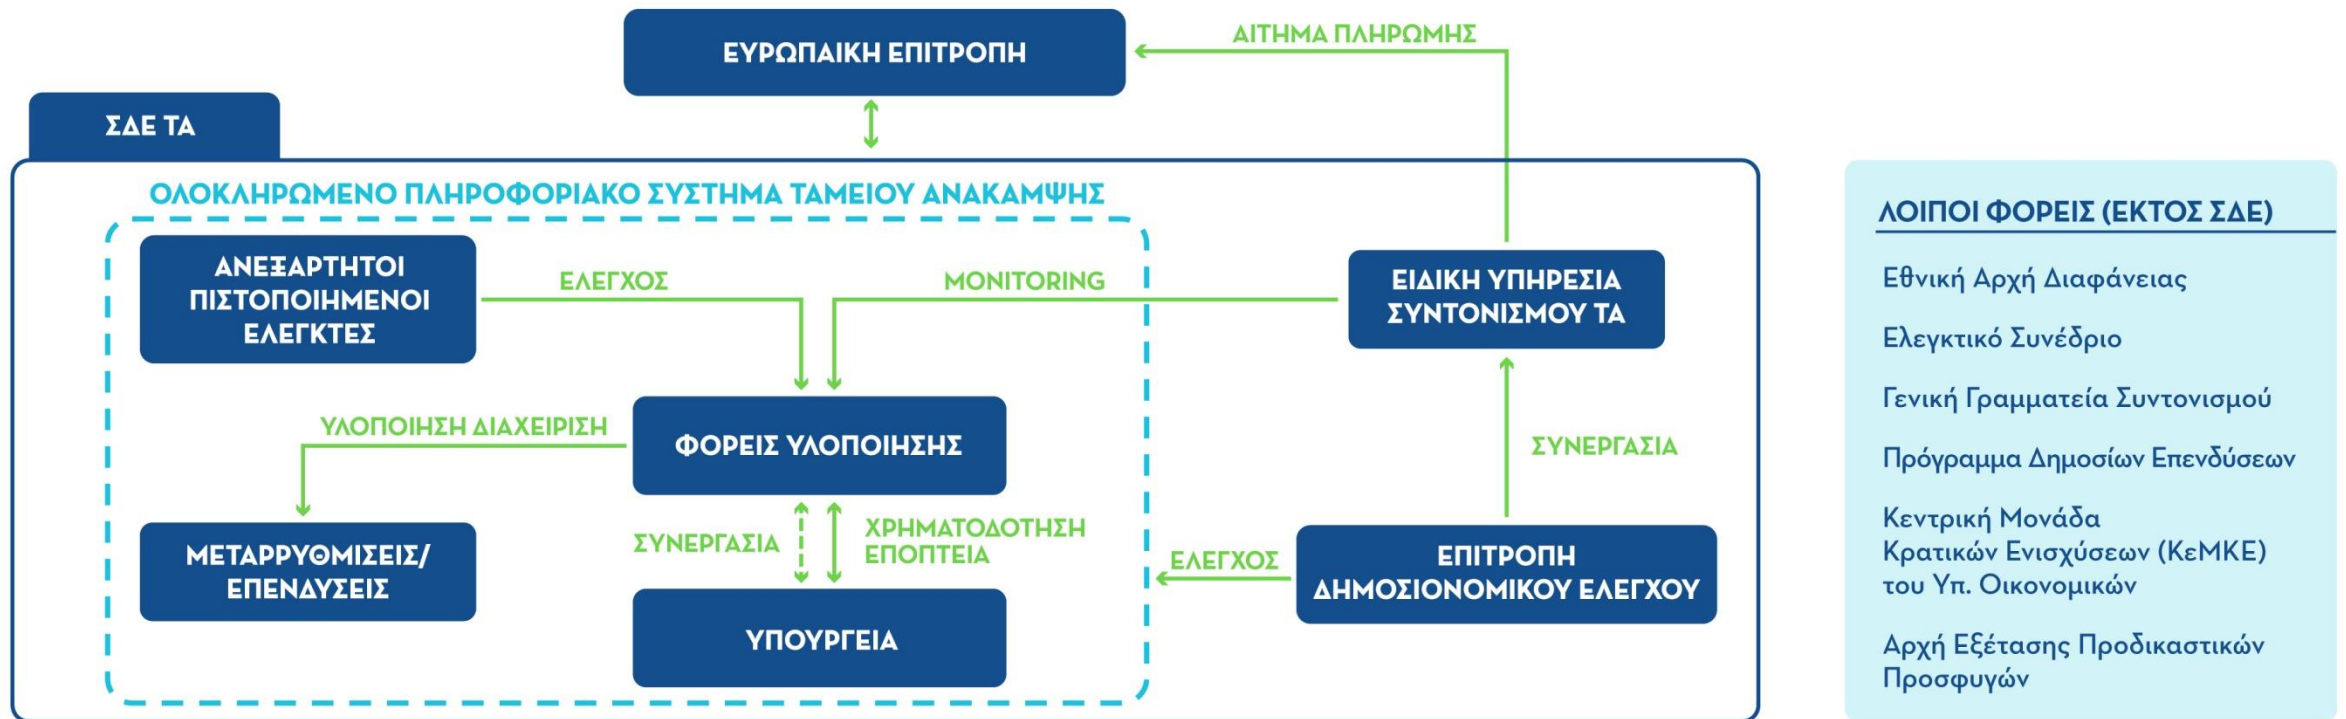 ΕΥΡΩΠΑΙΚΗ ΕΠΙΤΡΟΠΗ
ΑΙΤΗΜΑ ΠΛΗΡΩΜΗΣ
ΣΔΕ ΤΑ
ΟΛΟΚΛΗΡΩΜΕΝΟ ΠΛΗΡΟΦΟΡΙΑΚΟ ΣΥΣΤΗΜΑ ΤΑΜΕΙΟΥ ΑΝΑΚΑΜΨΗΣ
ΑΝΕΞΑΡΤΗΤΟΙ
ΠΙΣΤΟΠΟΙΗΜΕΝΟΙ
ΕΛΕΓΚΤΕΣ
ΕΛΕΓΧΟΣ
MONITORING
ΕΙΔΙΚΗ ΥΠΗΡΕΣΙΑ
ΣΥΝΤΟΝΙΣΜΟΥ ΤΑ
ΥΛΟΠΟΙΗΣΗ ΔΙΑΧΕΙΡΙΣΗ
ΦΟΡΕΙΣ ΥΛΟΠΟΙΗΣΗΣ
ΣΥΝΕΡΓΑΣΙΑ
ΜΕΤΑΡΡΥΘΜΙΣΕΙΣ/
ΕΠΕΝΔΥΣΕΙΣ
ΣΥΝΕΡΓΑΣΙΑ
ΧΡΗΜΑΤΟΔΟΤΗΣΗ
ΕΠΟΠΤΕΙΑ
ΕΛΕΓΧΟΣ
ΕΠΙΤΡΟΠΗ
ΔΗΜΟΣΙΟΝΟΜΙΚΟΥ ΕΛΕΓΧΟΥ
ΥΠΟΥΡΓΕΙΑ
ΛΟΙΠΟΙ ΦΟΡΕΙΣ (ΕΚΤΟΣ ΣΔΕ)
Εθνική Αρχή Διαφάνειας
Ελεγκτικό Συνέδριο
Γενική Γραμματεία Συντονισμού
Πρόγραμμα Δημοσίων Επενδύσεων
Κεντρική Μονάδα
Κρατικών Ενισχύσεων (ΚεΜΚΕ)
του Υπ. Οικονομικών
Αρχή Εξέτασης Προδικαστικών
Προσφυγών